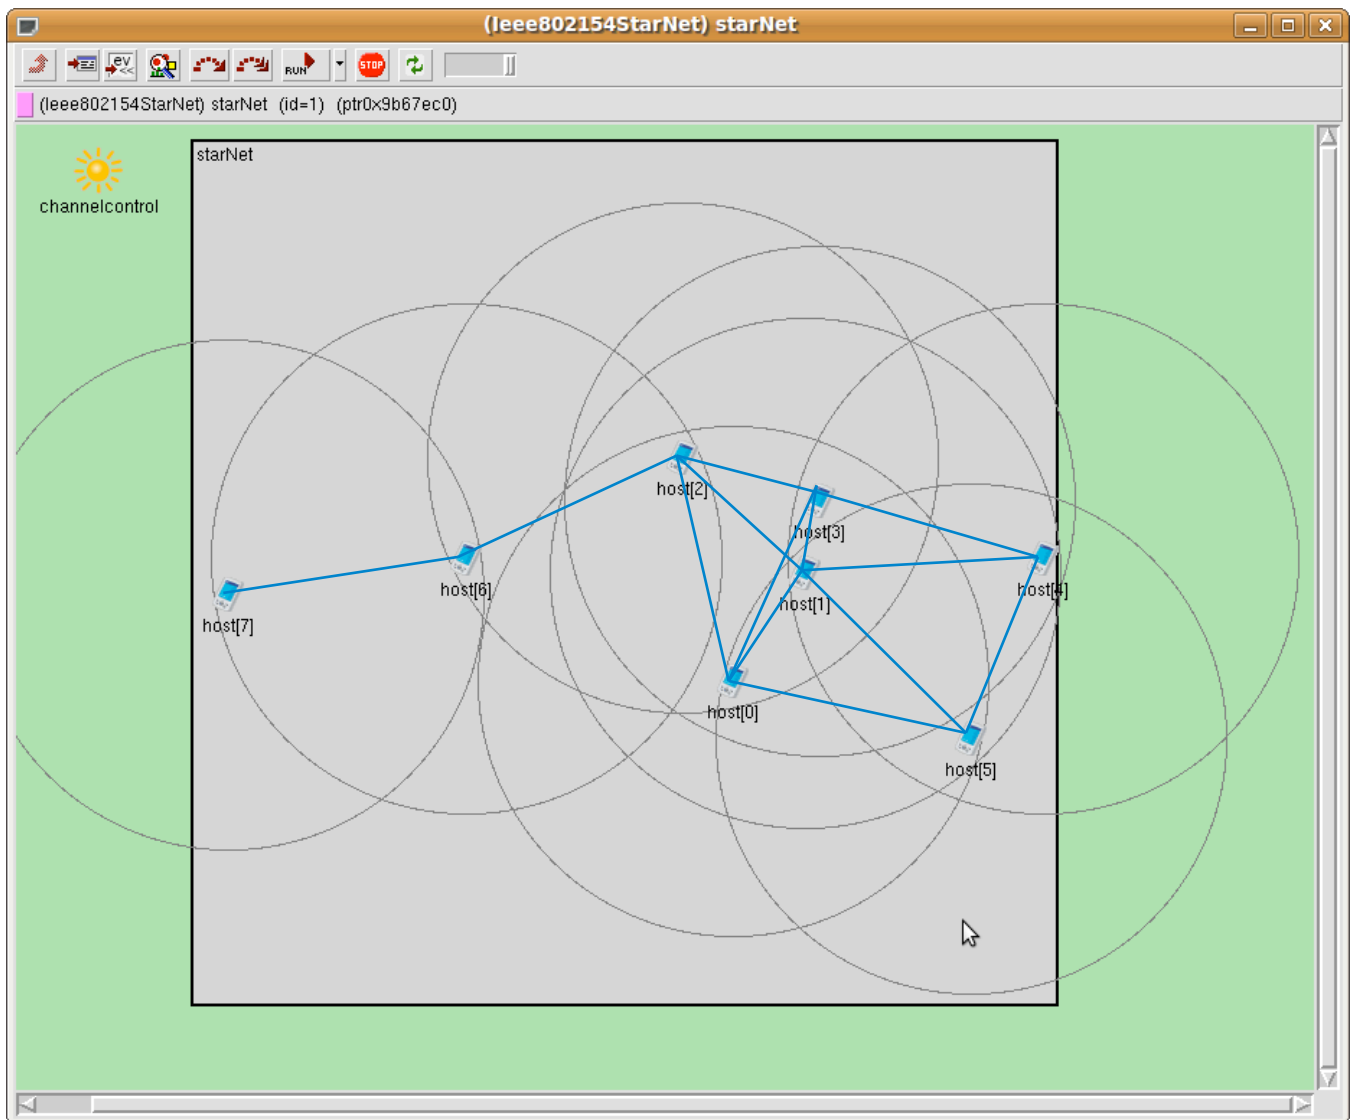 (Ieee802154StarNet) starNet
ev
<<
RUN
STOP
(Ieee802154StarNet) starNet (id=1) (ptr0x9b67ec0)
starNet
channelcontrol
host[2]
host[3]
host[6]
host[4]
host[1]
host[7]
host[0]
host[5]